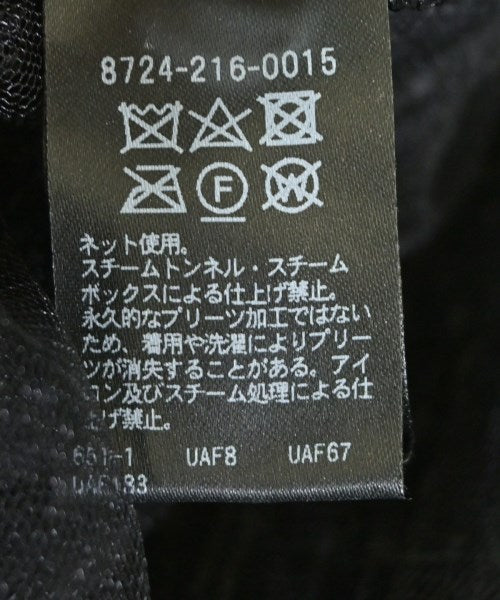 8724-216-0015
F
W
ネット使用。
スチームトンネル・スチーム
ボックスによる仕上げ禁止。
永久的なプリーツ加工ではない
ため、着用や洗濯によりプリー
ツが消失することがある。アイ
ロン及びスチーム処理による仕
上げ禁止。
651-1 UAF8 UAF67